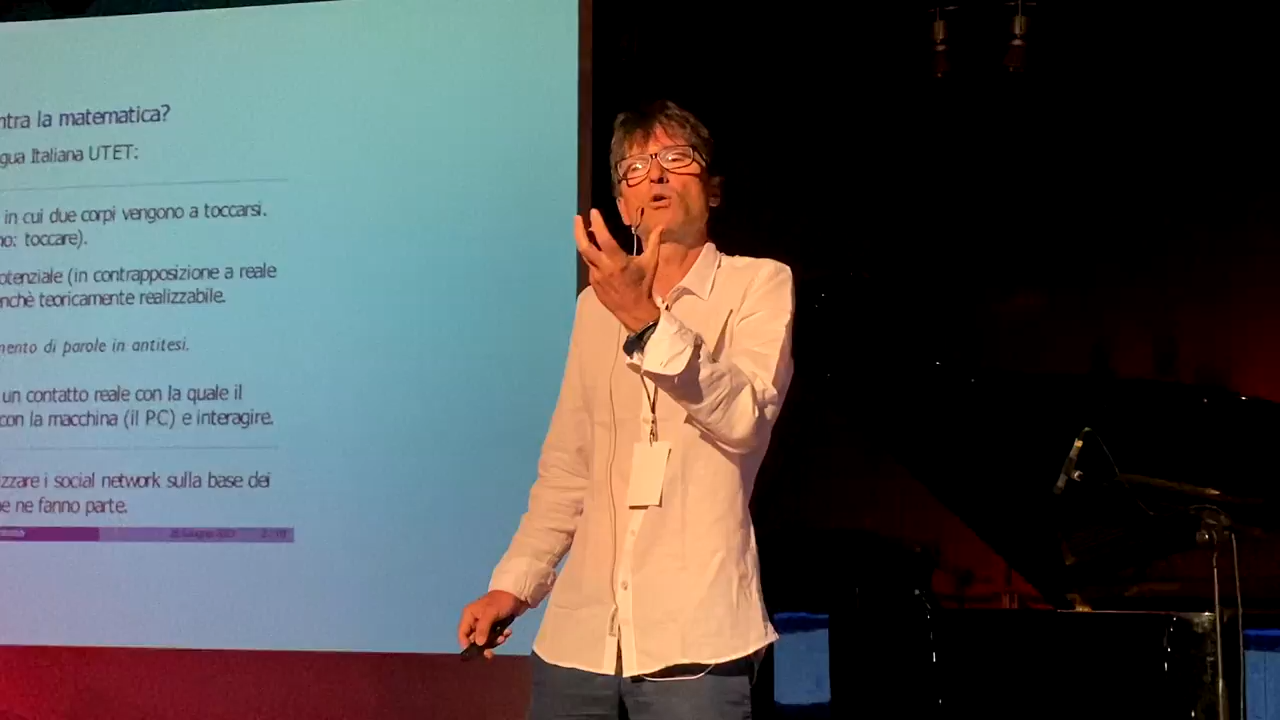 ntra la matematica?
gua Italiana UTET:
in cui due corpi vengono a toccarsi.
no: toccare).
otenziale (in contrapposizione a reale
nchè teoricamente realizzabile.
mento di parole in antitesi.
un contatto reale con la quale il
con la macchina (il PC) e interagire.
zzare i social network sulla base dei
e ne fanno parte.